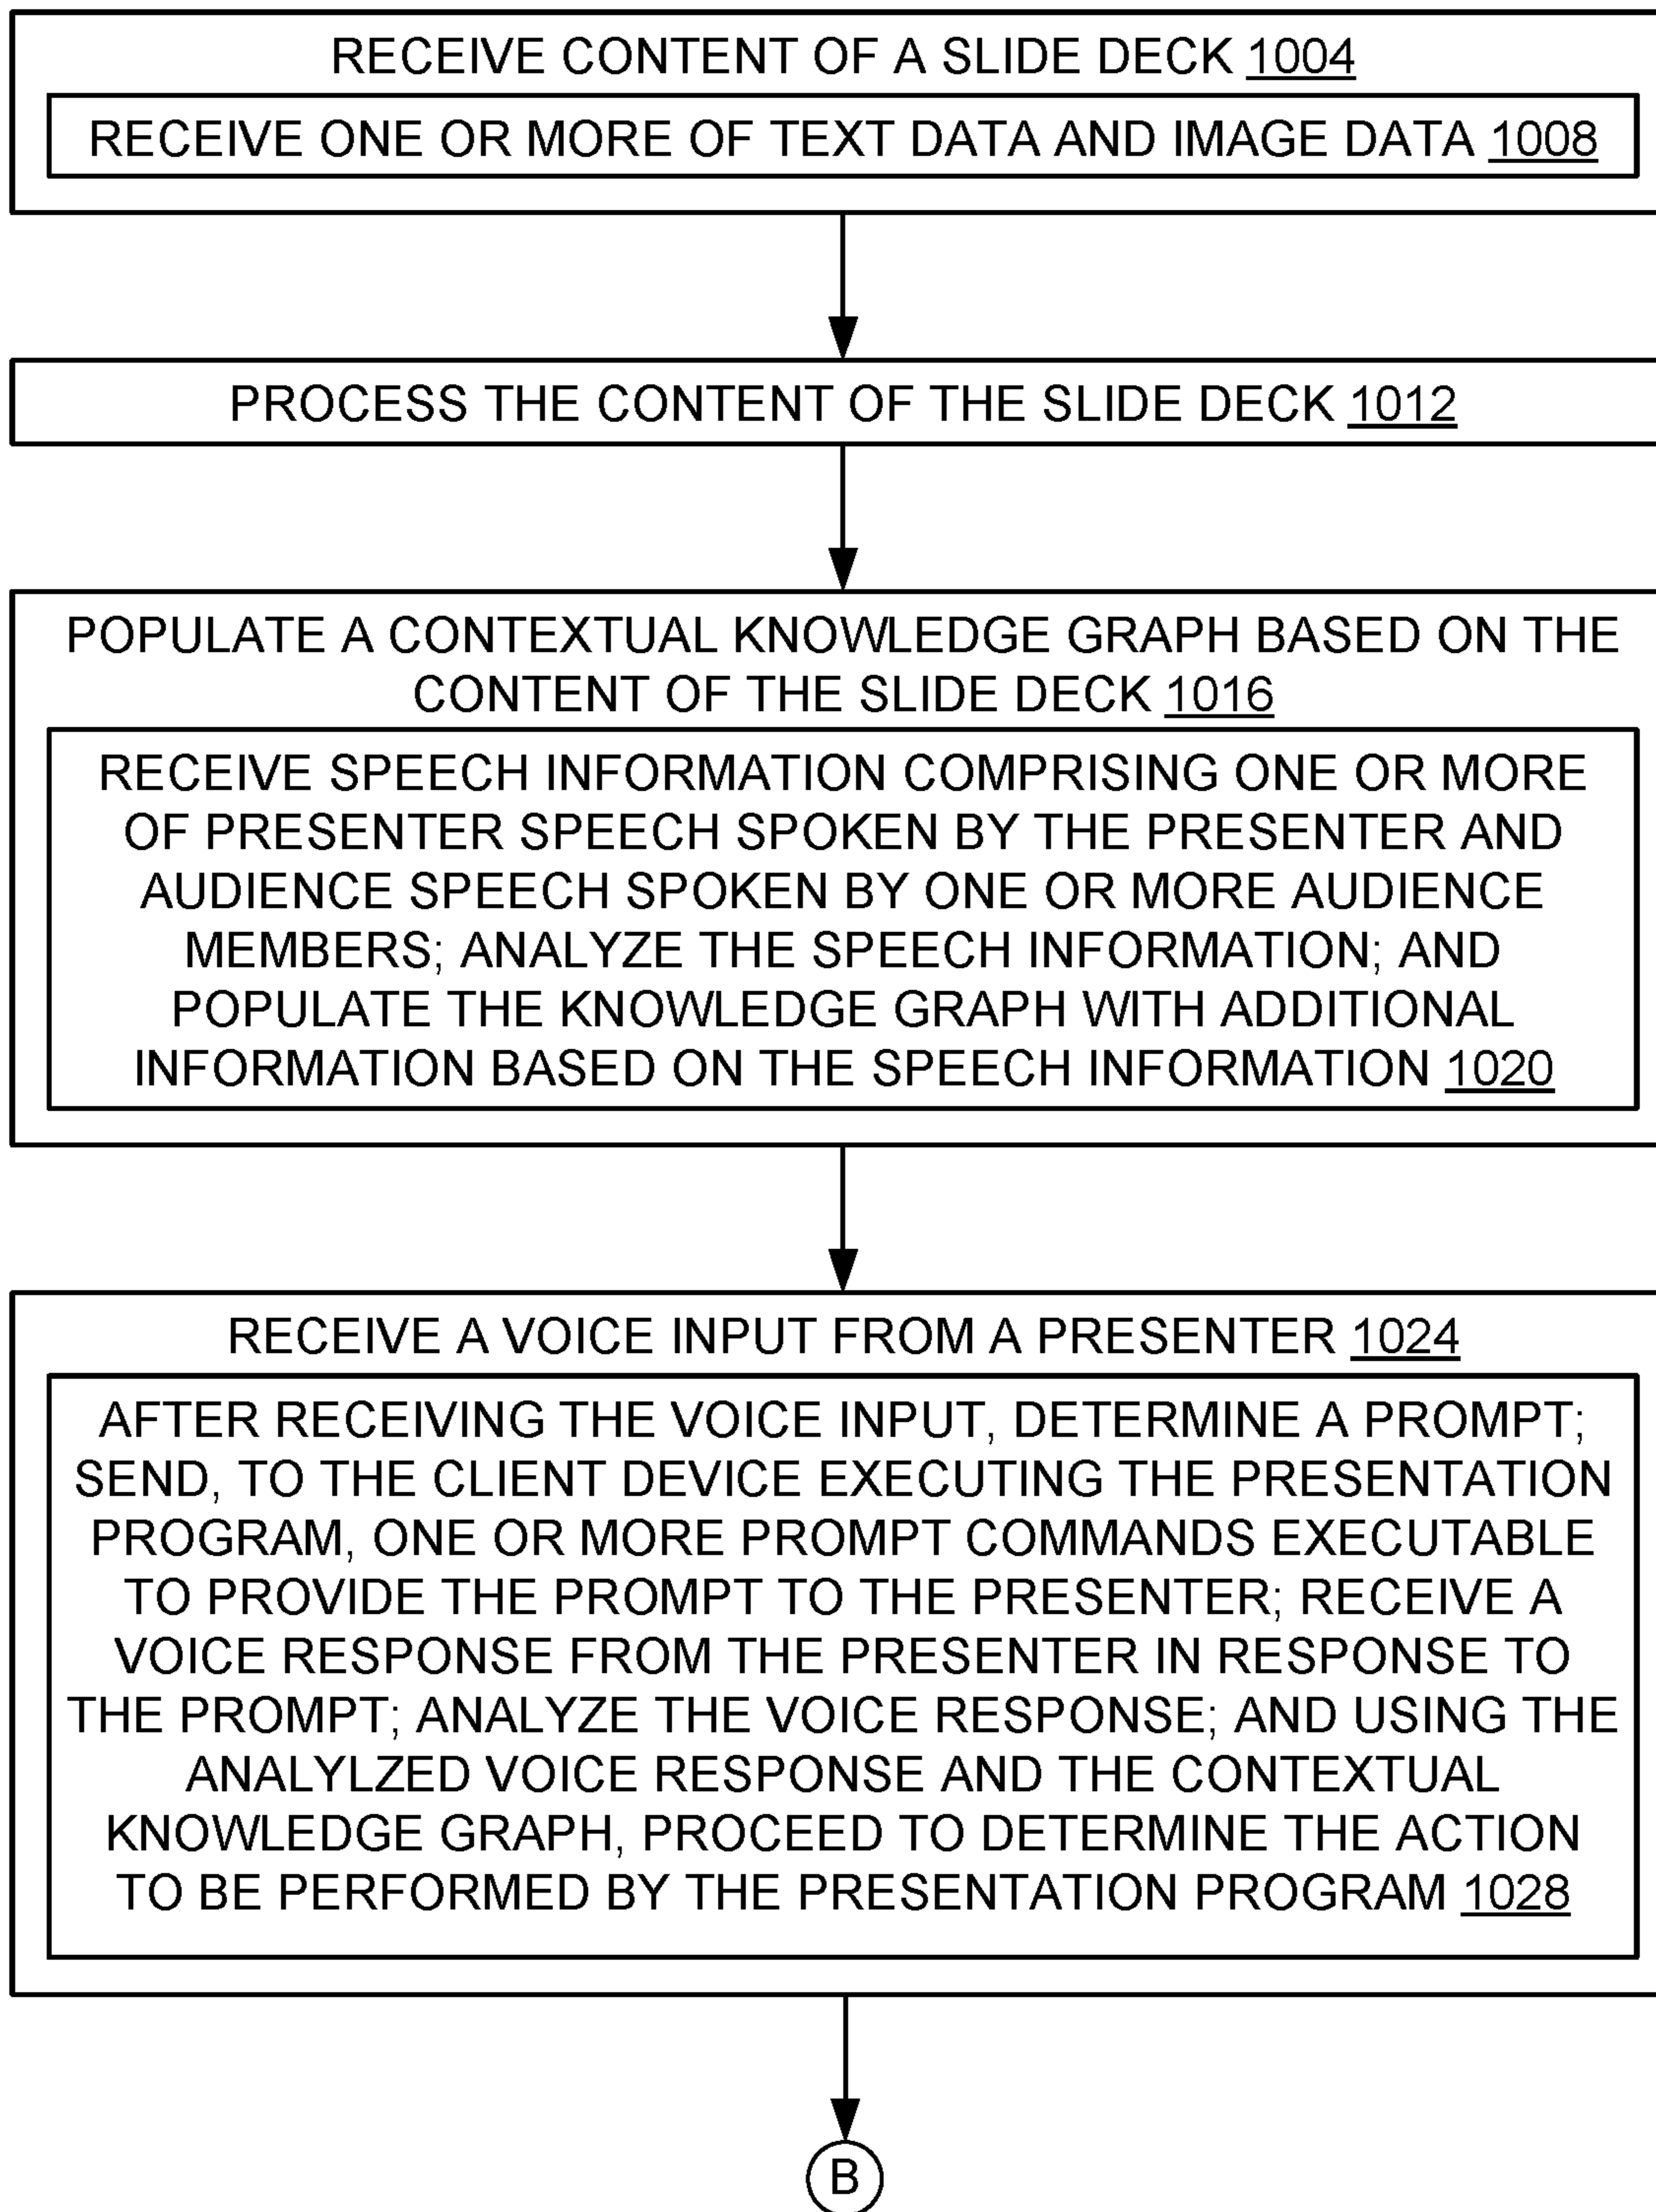 RECEIVE CONTENT OF A SLIDE DECK 1004
RECEIVE ONE OR MORE OF TEXT DATA AND IMAGE DATA 1008
PROCESS THE CONTENT OF THE SLIDE DECK 1012
POPULATE A CONTEXTUAL KNOWLEDGE GRAPH BASED ON THE
CONTENT OF THE SLIDE DECK 1016
RECEIVE SPEECH INFORMATION COMPRISING ONE OR MORE
OF PRESENTER SPEECH SPOKEN BY THE PRESENTER AND
AUDIENCE SPEECH SPOKEN BY ONE OR MORE AUDIENCE
MEMBERS; ANALYZE THE SPEECH INFORMATION; AND
POPULATE THE KNOWLEDGE GRAPH WITH ADDITIONAL
INFORMATION BASED ON THE SPEECH INFORMATION 1020
RECEIVE A VOICE INPUT FROM A PRESENTER 1024
AFTER RECEIVING THE VOICE INPUT, DETERMINE A PROMPT;
SEND, TO THE CLIENT DEVICE EXECUTING THE PRESENTATION
PROGRAM, ONE OR MORE PROMPT COMMANDS EXECUTABLE
TO PROVIDE THE PROMPT TO THE PRESENTER; RECEIVE A
VOICE RESPONSE FROM THE PRESENTER IN RESPONSE TO
THE PROMPT; ANALYZE THE VOICE RESPONSE; AND USING THE
ANALYLZED VOICE RESPONSE AND THE CONTEXTUAL
KNOWLEDGE GRAPH, PROCEED TO DETERMINE THE ACTION
TO BE PERFORMED BY THE PRESENTATION PROGRAM 1028
B